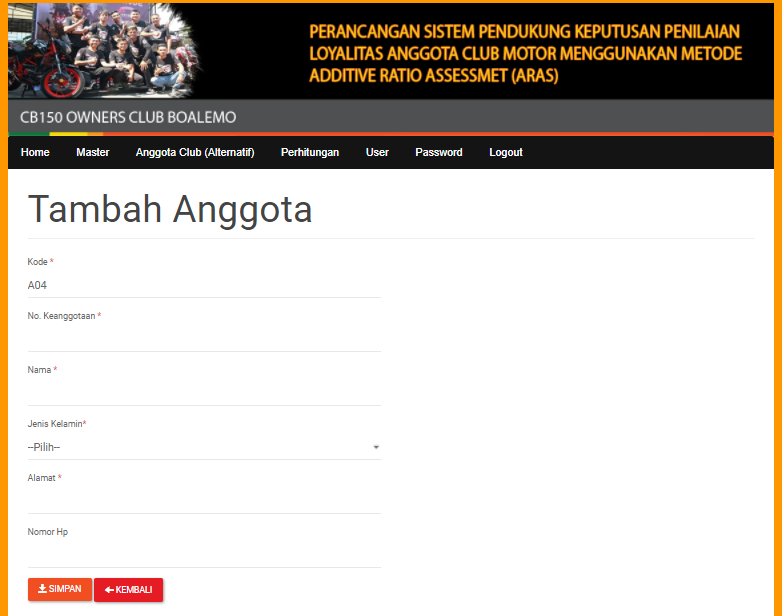 PERANCANGAN SISTEM PENDUKUNG KEPUTUSAN PENILAIAN
LOYALITAS ANGGOTA CLUB MOTOR MENGGUNAKAN METODE
ADDITIVE RATIO ASSESSMET (ARAS)
CB150 OWNERS CLUB BOALEMO
Home Master Anggota Club (Alternatif) Perhitungan User Password Logout
Tambah Anggota
Kode *
A04
No. Keanggotaan *
Nama *
Jenis Kelamin*
--Pilih--
Alamat *
Nomor Hp
SIMPAN KEMBALI